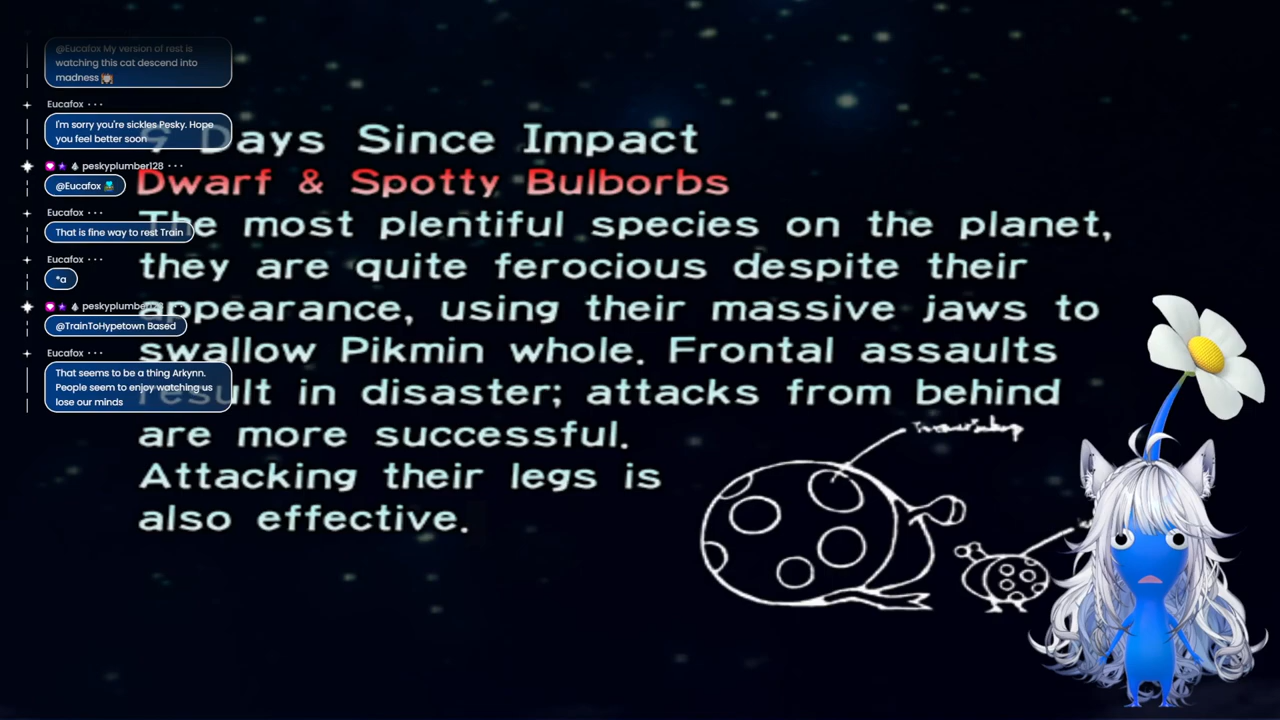 @Eucafox My version of rest is
watching this cat descend into
madness
Eucafox
I'm sorry you're sickles Pesky. Hope
you feel better soon
peskyplumber128
@Eucafox
Eucafox
That is fine way to rest Train
Eucafox
*a
peskyplumber128
@TrainToHypetown Based
Eucafox
That seems to be a thing Arkynn.
People seem to enjoy watching us
lose our minds
Days Since Impact
Dwarf & Spotty Bulborbs
The most plentiful species on the planet,
they are quite ferocious despite their
appearance, using their massive jaws to
swallow Pikmin whole. Frontal assaults
result in disaster; attacks from behind
are more successful.
Attacking their legs is
also effective.